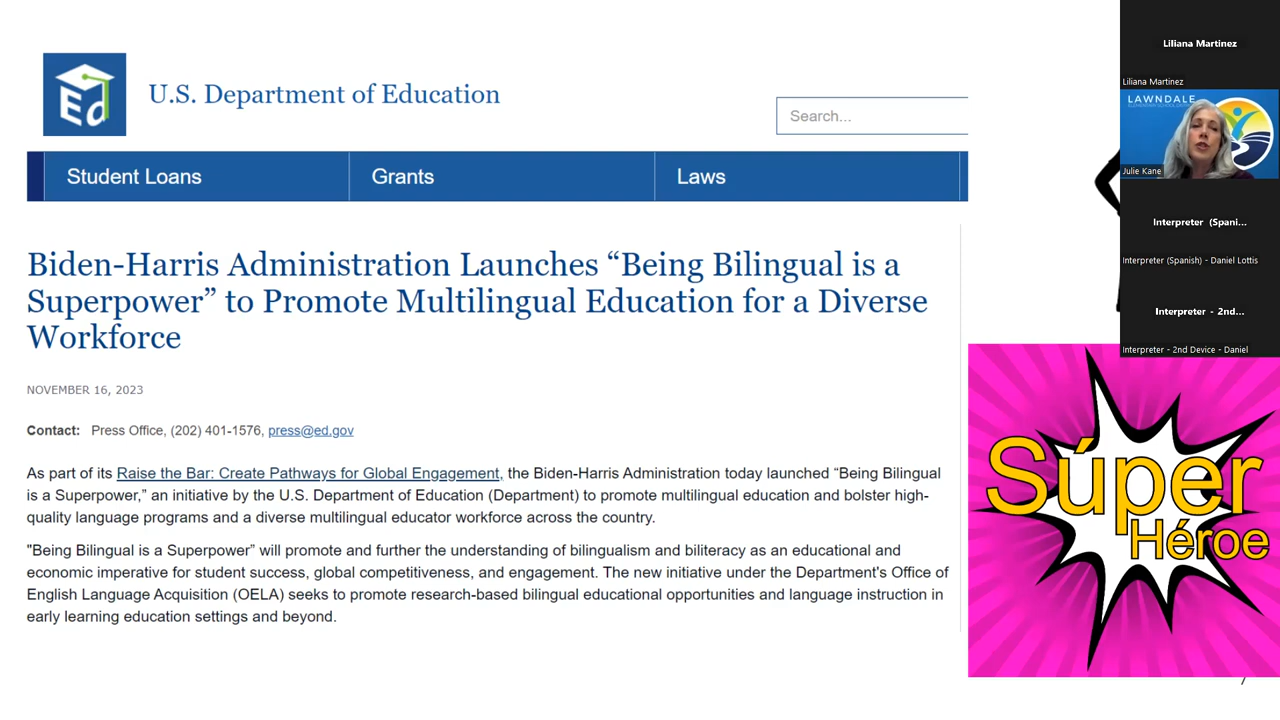 Ed
U.S. Department of Education
Search...
Student Loans
Grants
Laws
Biden-Harris Administration Launches “Being Bilingual is a
Superpower” to Promote Multilingual Education for a Diverse
Workforce
NOVEMBER 16, 2023
Contact: Press Office, (202) 401-1576, press@ed.gov
As part of its Raise the Bar: Create Pathways for Global Engagement, the Biden-Harris Administration today launched “Being Bilingual
is a Superpower,” an initiative by the U.S. Department of Education (Department) to promote multilingual education and bolster high-
quality language programs and a diverse multilingual educator workforce across the country.
"Being Bilingual is a Superpower” will promote and further the understanding of bilingualism and biliteracy as an educational and
economic imperative for student success, global competitiveness, and engagement. The new initiative under the Department's Office of
English Language Acquisition (OELA) seeks to promote research-based bilingual educational opportunities and language instruction in
early learning education settings and beyond.
Liliana Martinez
Liliana Martinez
LAWNDALE
Julie Kane
Interpreter (Spani...
Interpreter (Spanish) - Daniel Lottis
Interpreter - 2nd...
Interpreter - 2nd Device - Daniel
Súper
Héroe